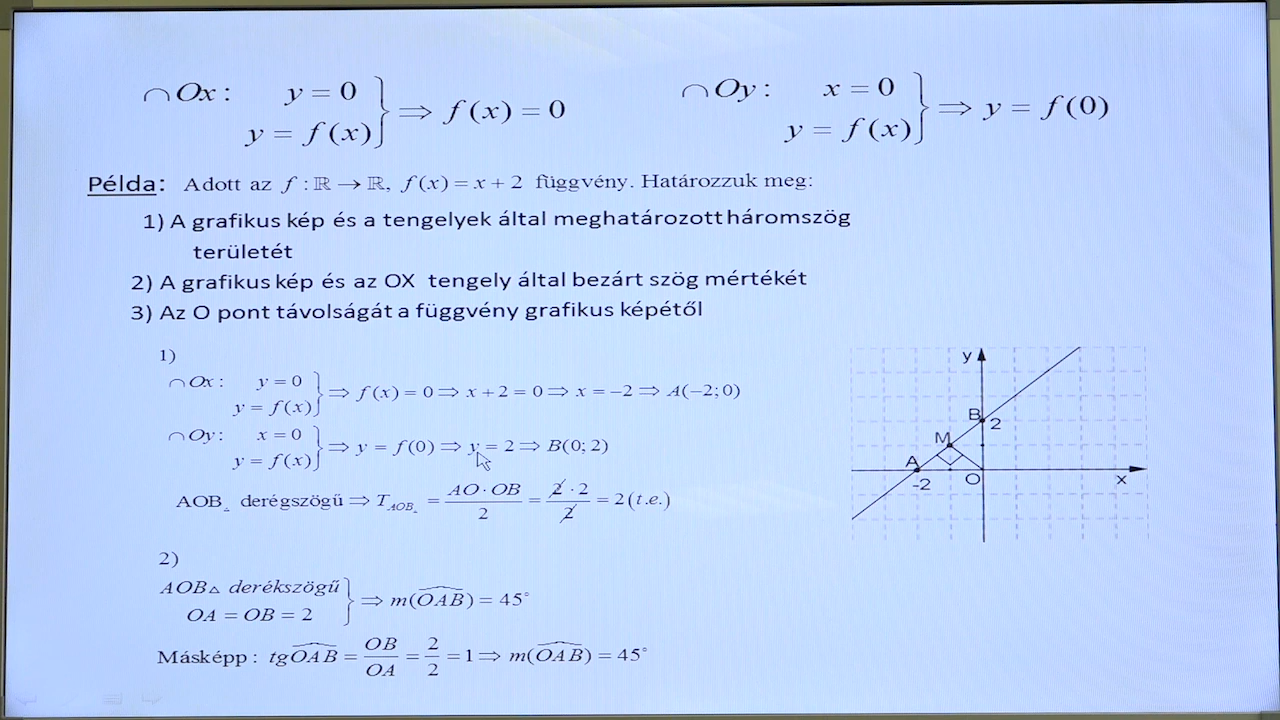 ∩Ox: y = 0
y = f(x)} ⇒ f(x) = 0
∩Oy: x = 0
y = f(x)} ⇒ y = f(0)
Példa: Adott az f : ℝ → ℝ, f(x) = x + 2 függvény. Határozzuk meg:
1) A grafikus kép és a tengelyek által meghatározott háromszög
területét
2) A grafikus kép és az OX tengely által bezárt szög mértékét
3) Az O pont távolságát a függvény grafikus képétől
1)
∩Ox: y = 0
y = f(x)} ⇒ f(x) = 0 ⇒ x + 2 = 0 ⇒ x = −2 ⇒ A(−2; 0)
∩Oy: x = 0
y = f(x)} ⇒ y = f(0) ⇒ y = 2 ⇒ B(0; 2)
AOB△ derégszögű ⇒ T_AOB△ = AO · OB / 2 = 2 · 2 / 2 = 2 (t.e.)
2)
AOB△ derékszögű
OA = OB = 2} ⇒ m(OAB) = 45°
Másképp : tgOAB = OB / OA = 2 / 2 = 1 ⇒ m(OAB) = 45°
y
B
2
M
A
-2
O
x